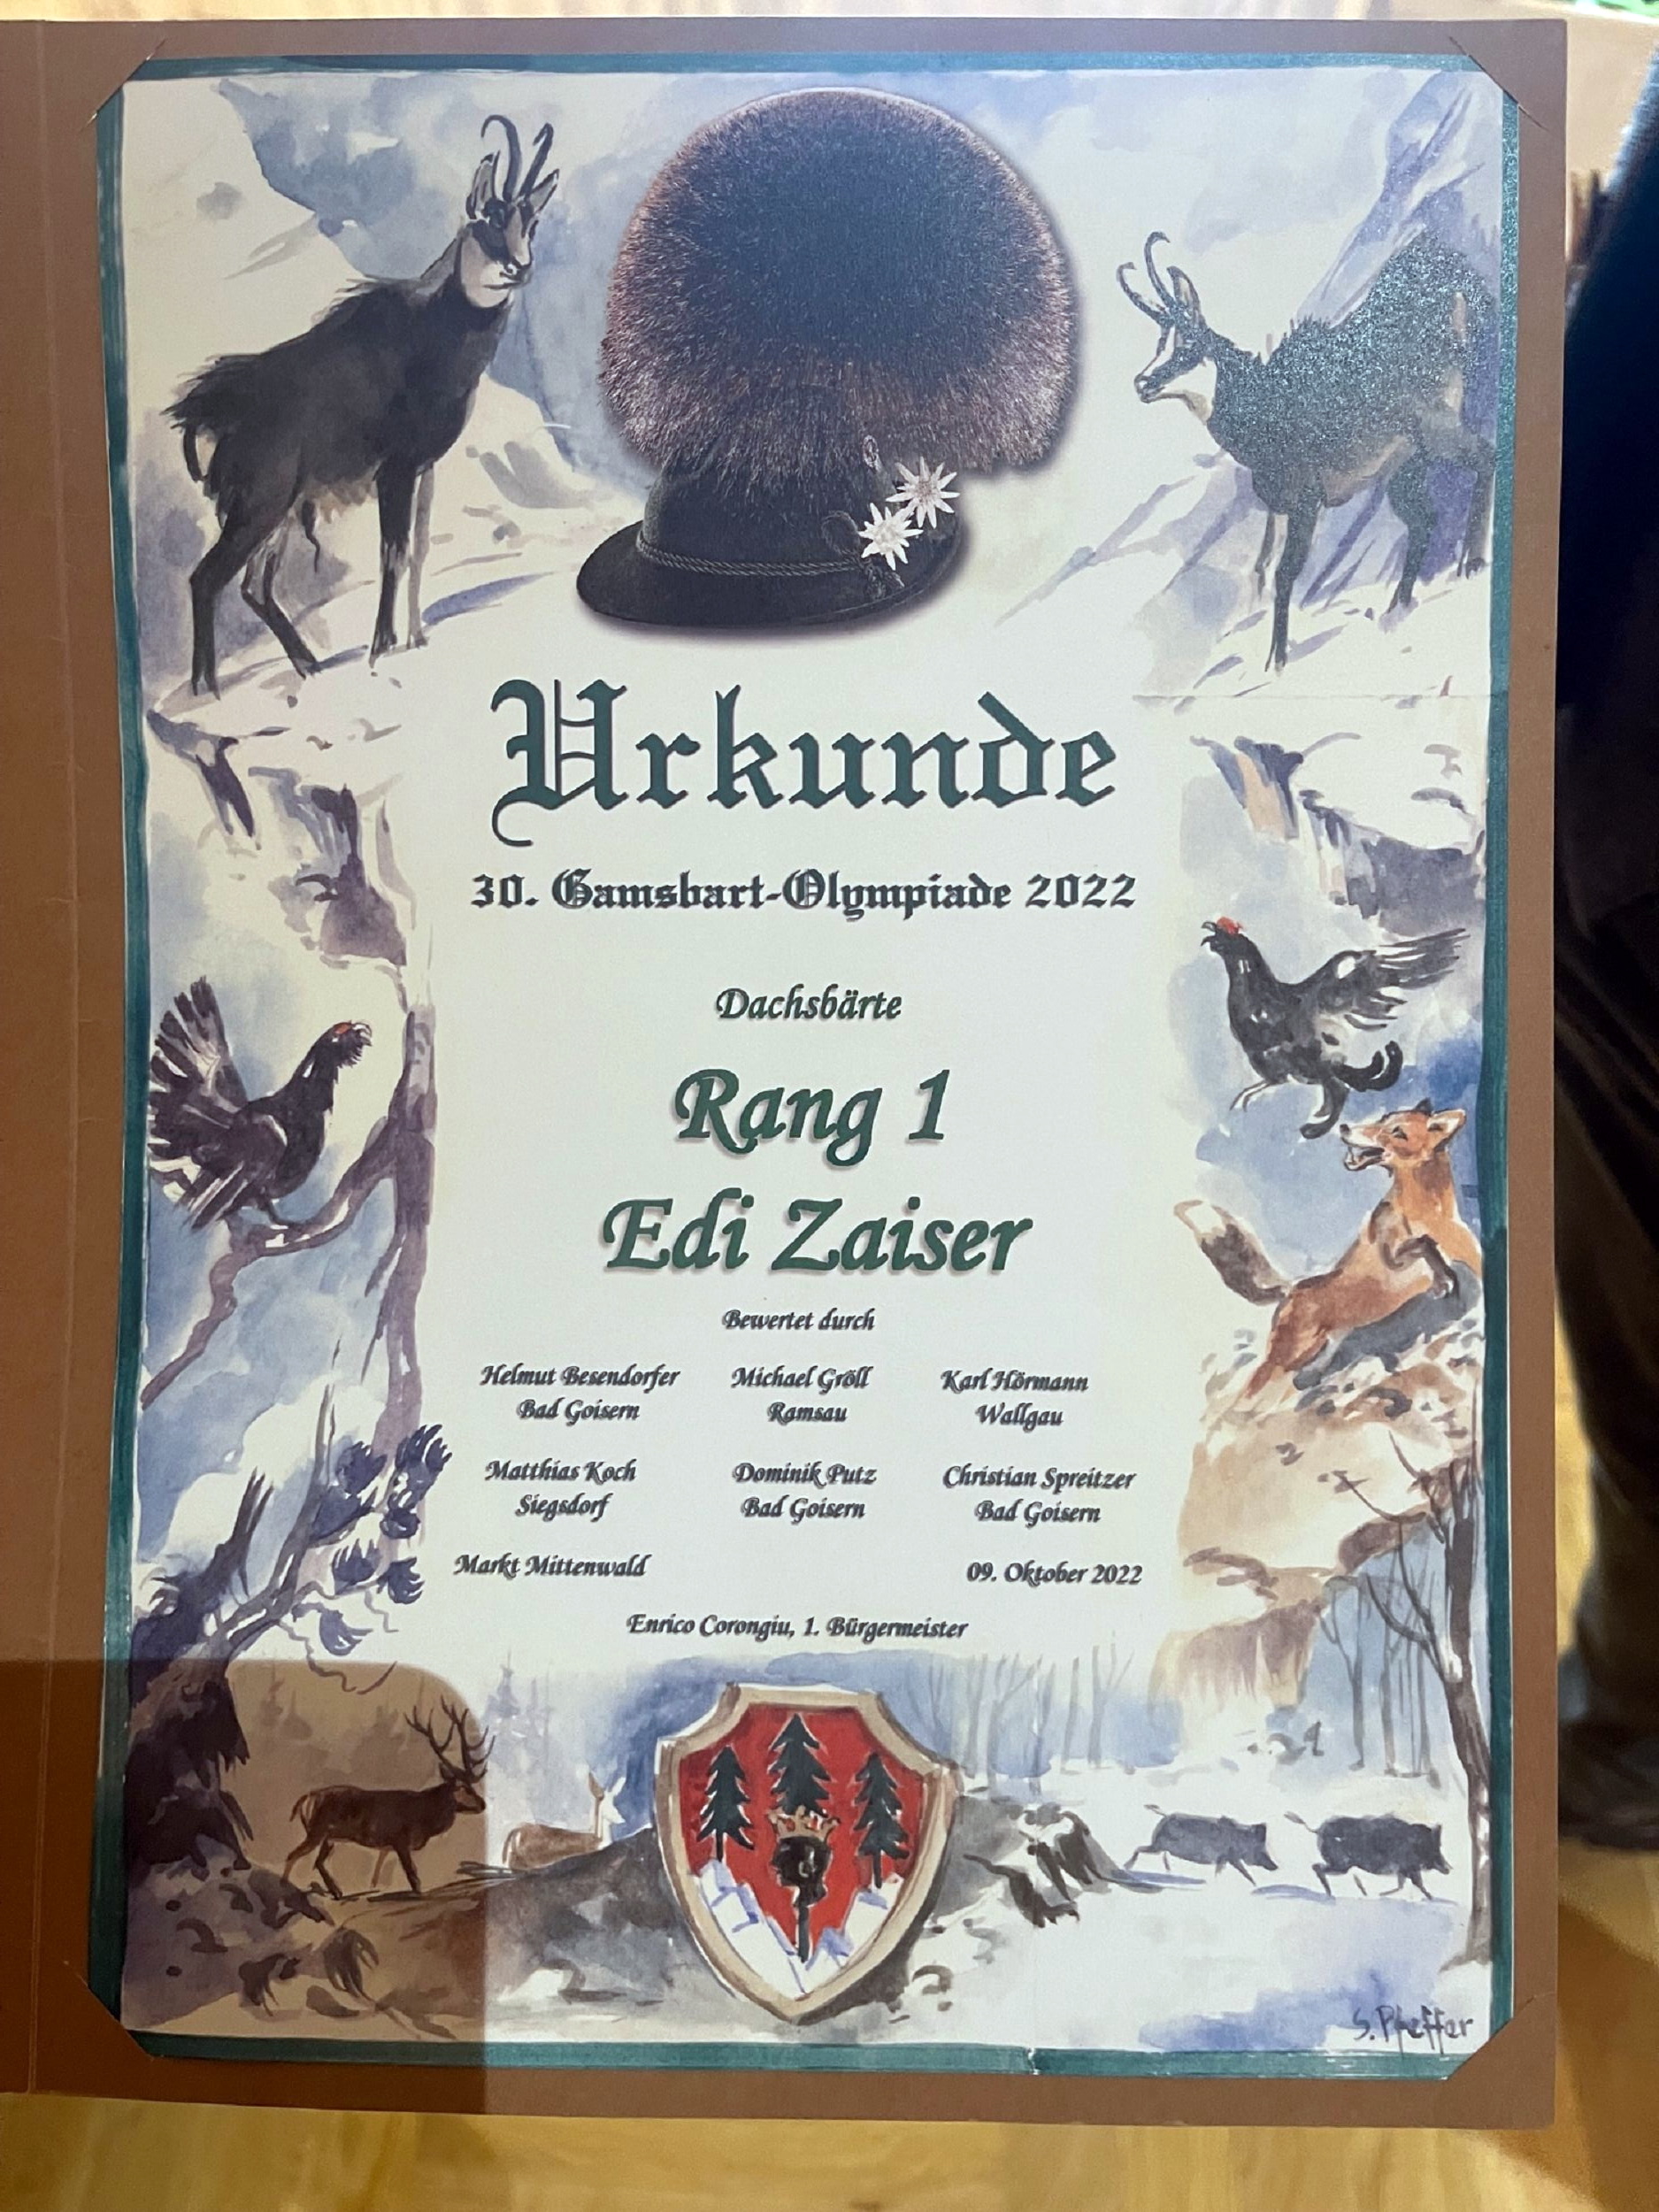 Urkunde
30. Gamsbart-Olympiade 2022
Dachsbärte
Rang 1
Edi Zaiser
Bewertet durch
Helmut Besendorfer Michael Gröll Karl Hörmann
Bad Goisern Ramsau Wallgau
Matthias Koch Dominik Putz Christian Spreitzer
Siegsdorf Bad Goisern Bad Goisern
Markt Mittenwald 09. Oktober 2022
Enrico Corongiu, 1. Bürgermeister
S. Pfeffer